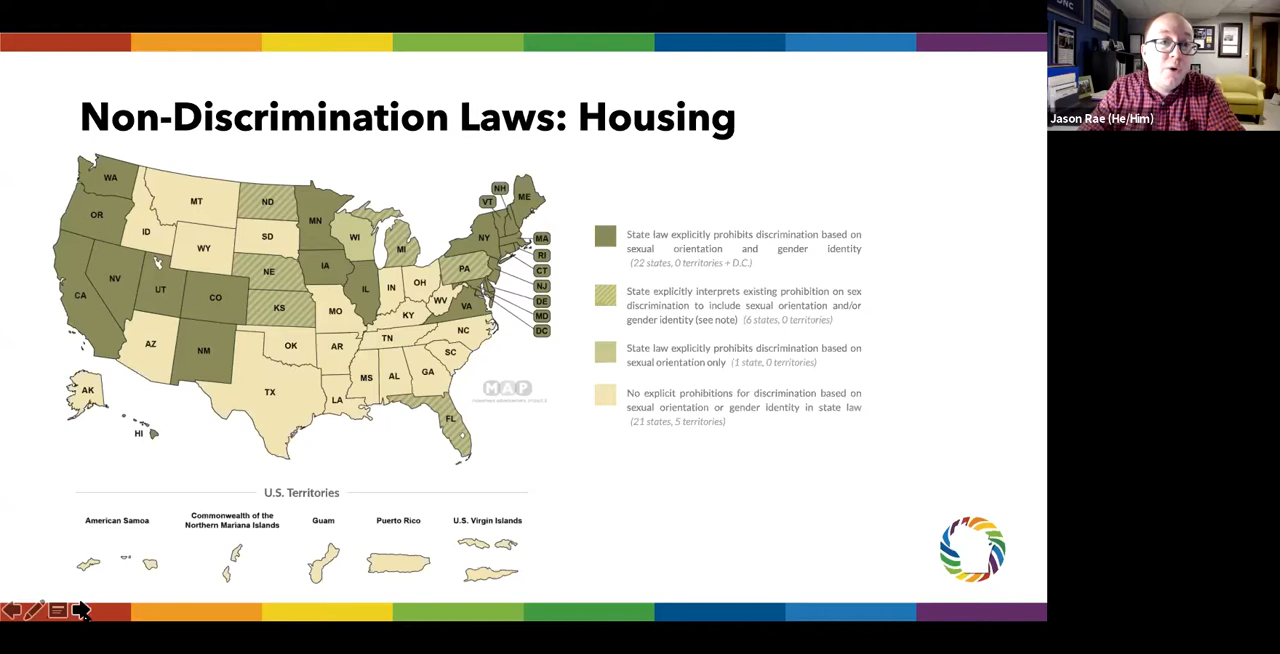 DNC
Jason Rae (He/Him)
Non-Discrimination Laws: Housing
WA
OR
CA
NV
ID
MT
WY
UT
AZ
CO
NM
ND
SD
NE
KS
OK
TX
MN
IA
MO
AR
LA
WI
IL
MI
IN
OH
KY
TN
MS
AL
GA
FL
SC
NC
VA
WV
PA
NY
VT
NH
ME
MA
RI
CT
NJ
DE
MD
DC
AK
HI
MAP
State law explicitly prohibits discrimination based on
sexual orientation and gender identity
(22 states, 0 territories + D.C.)
State explicitly interprets existing prohibition on sex
discrimination to include sexual orientation and/or
gender identity (see note) (6 states, 0 territories)
State law explicitly prohibits discrimination based on
sexual orientation only (1 state, 0 territories)
No explicit prohibitions for discrimination based on
sexual orientation or gender identity in state law
(21 states, 5 territories)
U.S. Territories
American Samoa
Commonwealth of the
Northern Mariana Islands
Guam
Puerto Rico
U.S. Virgin Islands